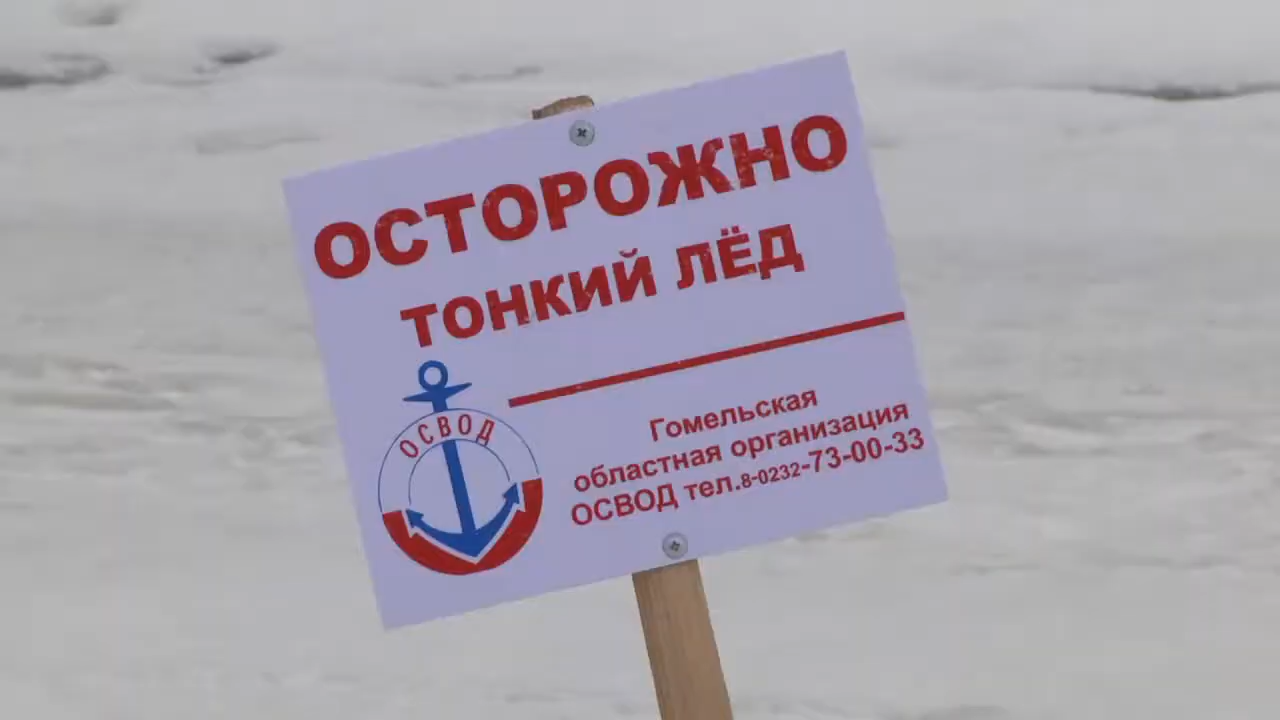 ОСТОРОЖНО
ТОНКИЙ ЛЁД
ОСВОД
Гомельская
областная организация
ОСВОД тел.8-0232-73-00-33